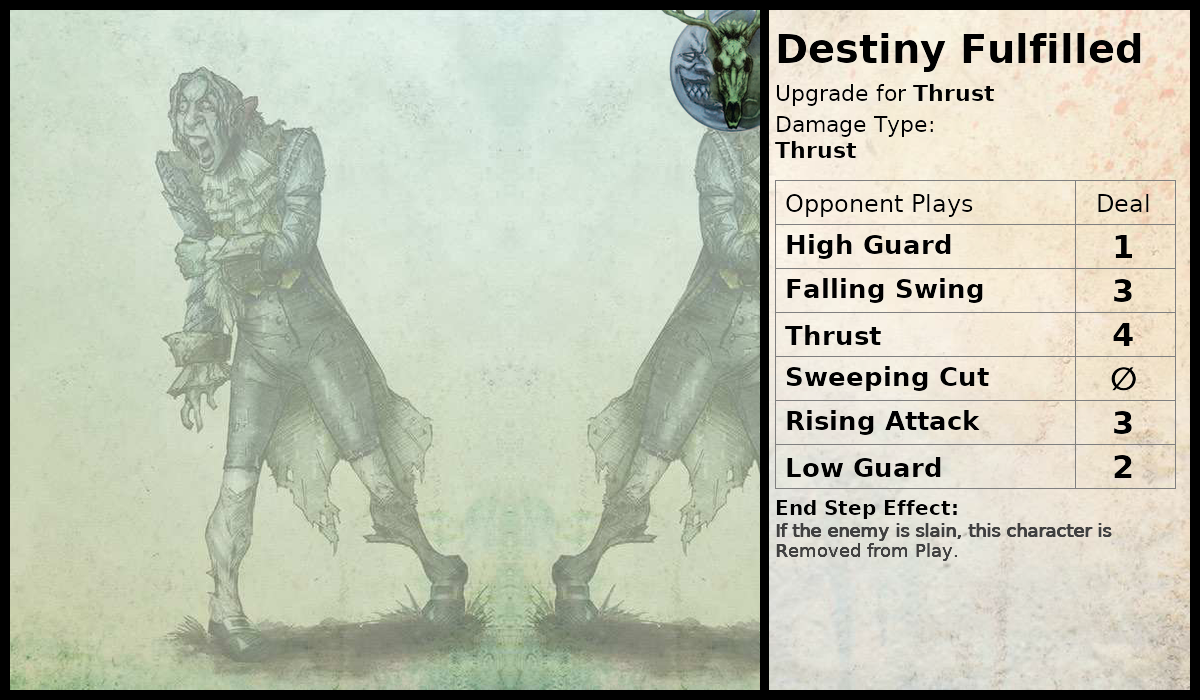 Destiny Fulfilled
Upgrade for Thrust
Damage Type:
Thrust
Opponent Plays Deal
High Guard 1
Falling Swing 3
Thrust 4
Sweeping Cut ∅
Rising Attack 3
Low Guard 2
End Step Effect:
If the enemy is slain, this character is
Removed from Play.